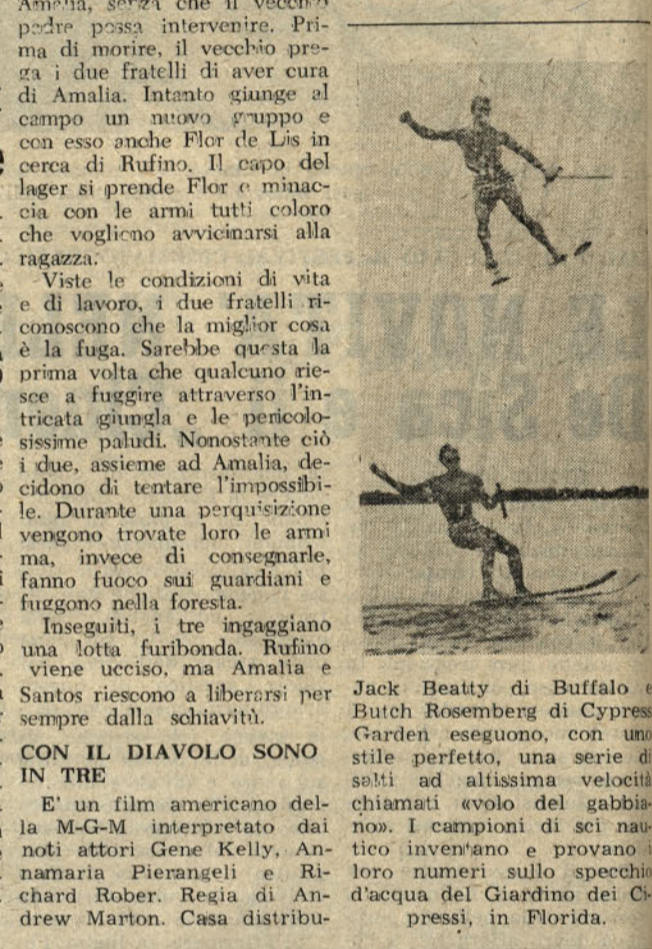 Amalia, senza che il vecchio
padre possa intervenire. Pri-
ma di morire, il vecchio pre-
ga i due fratelli di aver cura
di Amalia. Intanto giunge al
campo un nuovo gruppo e
con esso anche Flor de Lis in
cerca di Rufino. Il capo del
lager si prende Flor e minac-
cia con le armi tutti coloro
che vogliono avvicinarsi alla
ragazza.
Viste le condizioni di vita
e di lavoro, i due fratelli ri-
conoscono che la miglior cosa
è la fuga. Sarebbe questa la
prima volta che qualcuno rie-
sce a fuggire attraverso l'in-
tricata giungla e le pericolo-
sissime paludi. Nonostante ciò
i due, assieme ad Amalia, de-
cidono di tentare l'impossibi-
le. Durante una perquisizione
vengono trovate loro le armi
ma, invece di consegnarle,
fanno fuoco sui guardiani e
fuggono nella foresta.
Inseguiti, i tre ingaggiano
una lotta furibonda. Rufino
viene ucciso, ma Amalia e
Santos riescono a liberarsi per
sempre dalla schiavitù.
CON IL DIAVOLO SONO
IN TRE
E' un film americano del-
la M-G-M interpretato dai
noti attori Gene Kelly, An-
namaria Pierangeli e Ri-
chard Rober. Regia di An-
drew Marton. Casa distribu-
Jack Beatty di Buffalo e
Butch Rosemberg di Cypress
Garden eseguono, con uno
stile perfetto, una serie di
salti ad altissima velocità
chiamati «volo del gabbia-
no». I campioni di sci nau-
tico inventano e provano i
loro numeri sullo specchio
d'acqua del Giardino dei Ci-
pressi, in Florida.